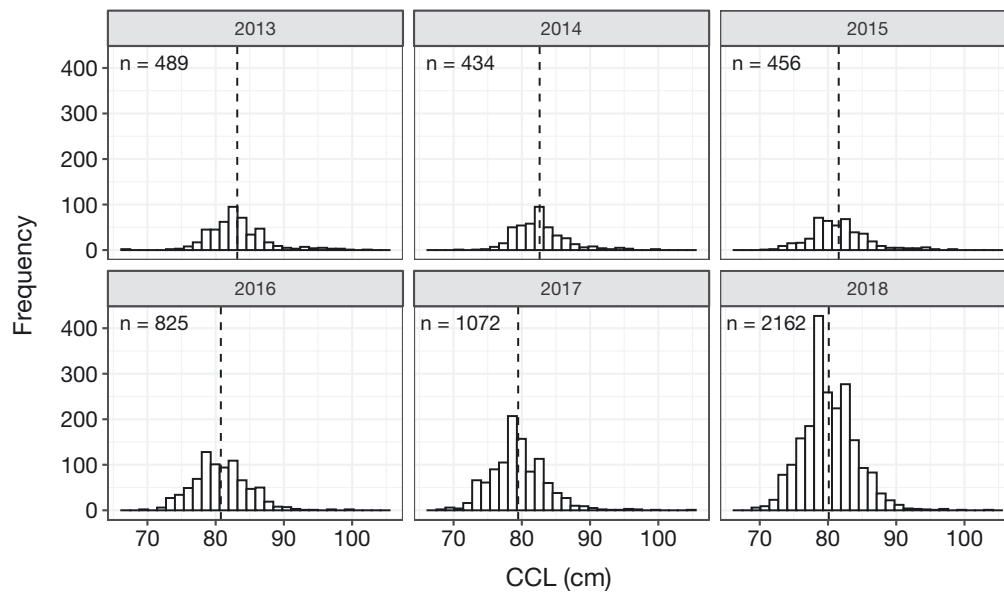 2013 2014 2015
n = 489 n = 434 n = 456
400
300
200
100
0
Frequency
2016 2017 2018
n = 825 n = 1072 n = 2162
400
300
200
100
0
70 80 90 100 70 80 90 100 70 80 90 100
CCL (cm)